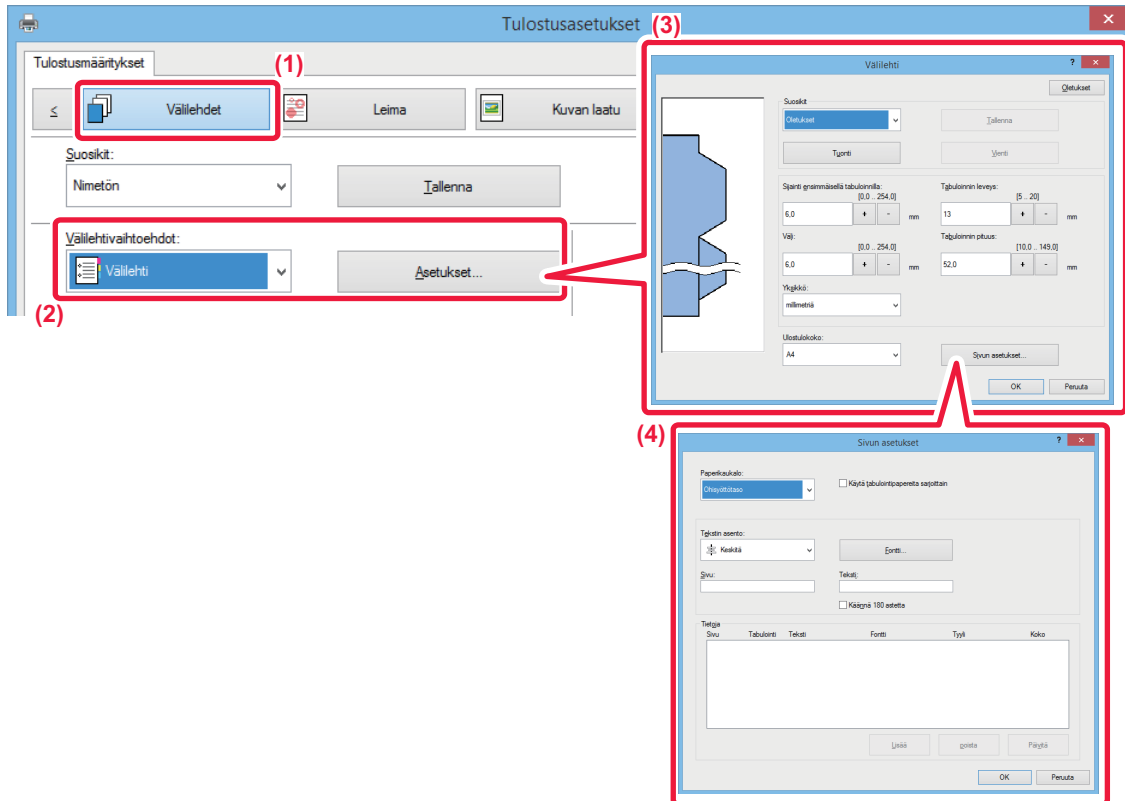 Tulostusasetukset
Tulostusmääritykset
(1)
≤
Välilehdet
Leima
Kuvan laatu
Suosikit:
Nimetön
Tallenna
Välilehtivaihtoehdot:
Välilehti
Asetukset...
(2)
(3)
Välilehti
?
Oletukset
Suosikit
Oletukset
Tallenna
Tuonti
Vienti
Sijainti ensimmäisellä tabuloinnilla:
[0,0 .. 254,0]
6,0
+
-
mm
Tabuloinnin leveys:
[5 .. 20]
13
+
-
mm
Väli:
[0,0 .. 254,0]
6,0
+
-
mm
Tabuloinnin pituus:
[10,0 .. 149,0]
52,0
+
-
mm
Yksikkö:
millimetriä
Ulostulokoko:
A4
Sivun asetukset...
OK
Peruuta
(4)
Sivun asetukset
?
Paperikaukalo:
Ohisyöttötaso
Käytä tabulointipapereita sarjoittain
Tekstin asento:
Keskitä
Fontti...
Sivu:
Teksti:
Käännä 180 astetta
Tietoja
Sivu Tabulointi Teksti Fontti Tyyli Koko
Lisää
poista
Päivitä
OK
Peruuta